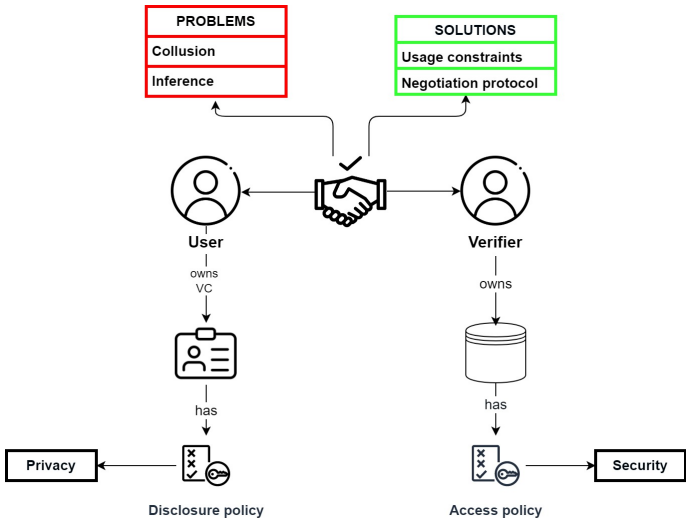 PROBLEMS
Collusion
Inference
SOLUTIONS
Usage constraints
Negotiation protocol
User
Verifier
owns
VC
owns
has
has
Privacy
Security
Disclosure policy
Access policy